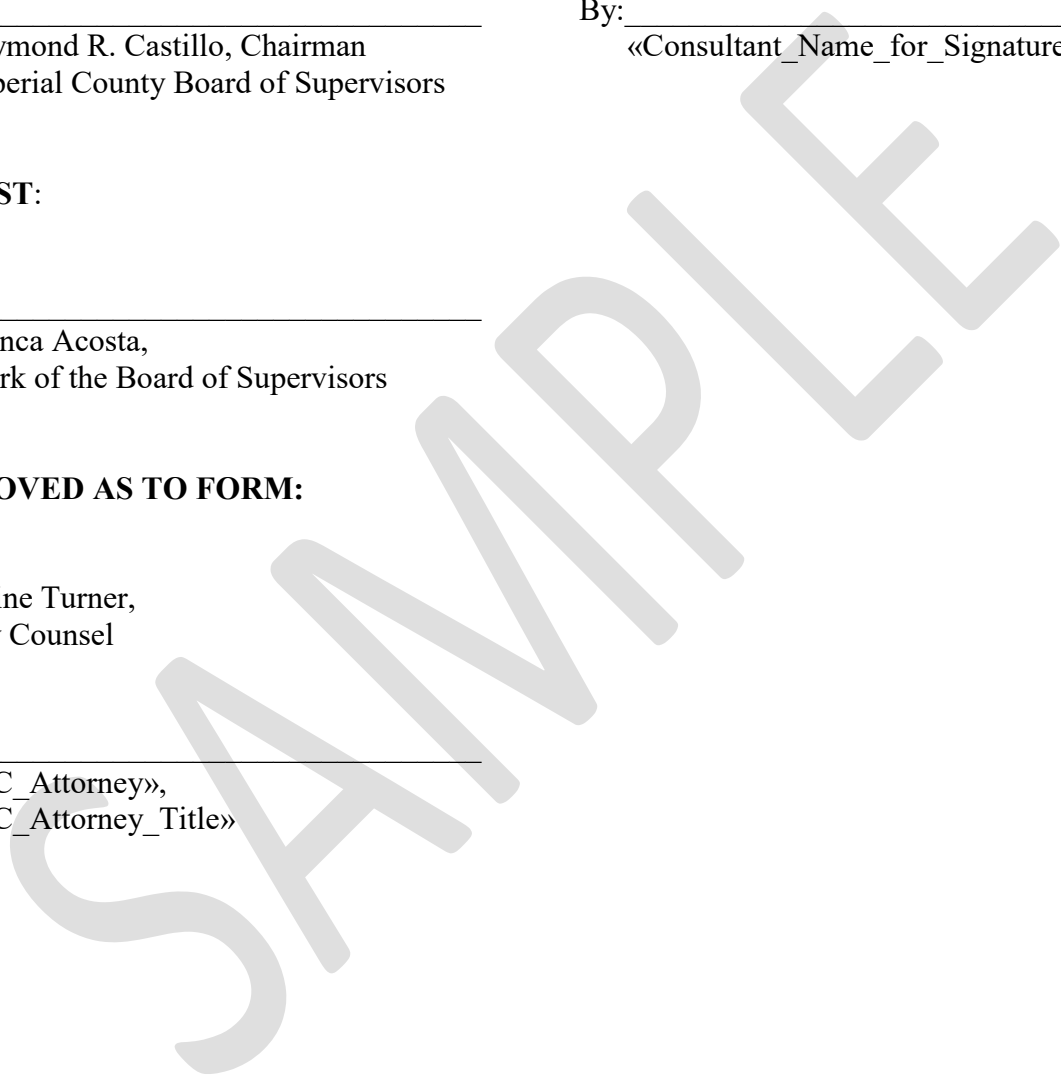 By:
ymond R. Castillo, Chairman
«Consultant_Name_for_Signature
perial County Board of Supervisors
ST:
nca Acosta,
rk of the Board of Supervisors
OVED AS TO FORM:
ine Turner,
Counsel
C_Attorney»,
C_Attorney_Title»
SAMPLE